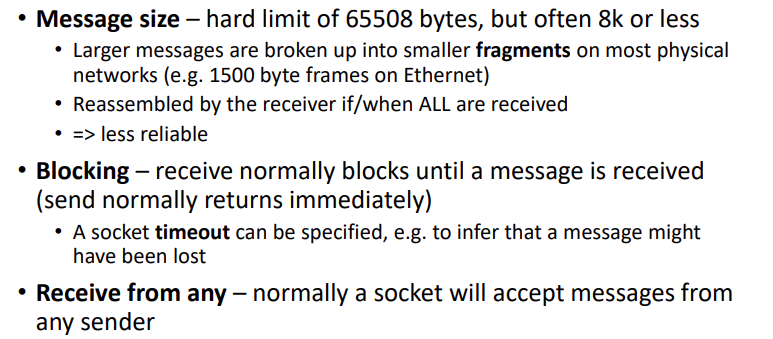 • Message size – hard limit of 65508 bytes, but often 8k or less
• Larger messages are broken up into smaller fragments on most physical
networks (e.g. 1500 byte frames on Ethernet)
• Reassembled by the receiver if/when ALL are received
• => less reliable
• Blocking – receive normally blocks until a message is received
(send normally returns immediately)
• A socket timeout can be specified, e.g. to infer that a message might
have been lost
• Receive from any – normally a socket will accept messages from
any sender